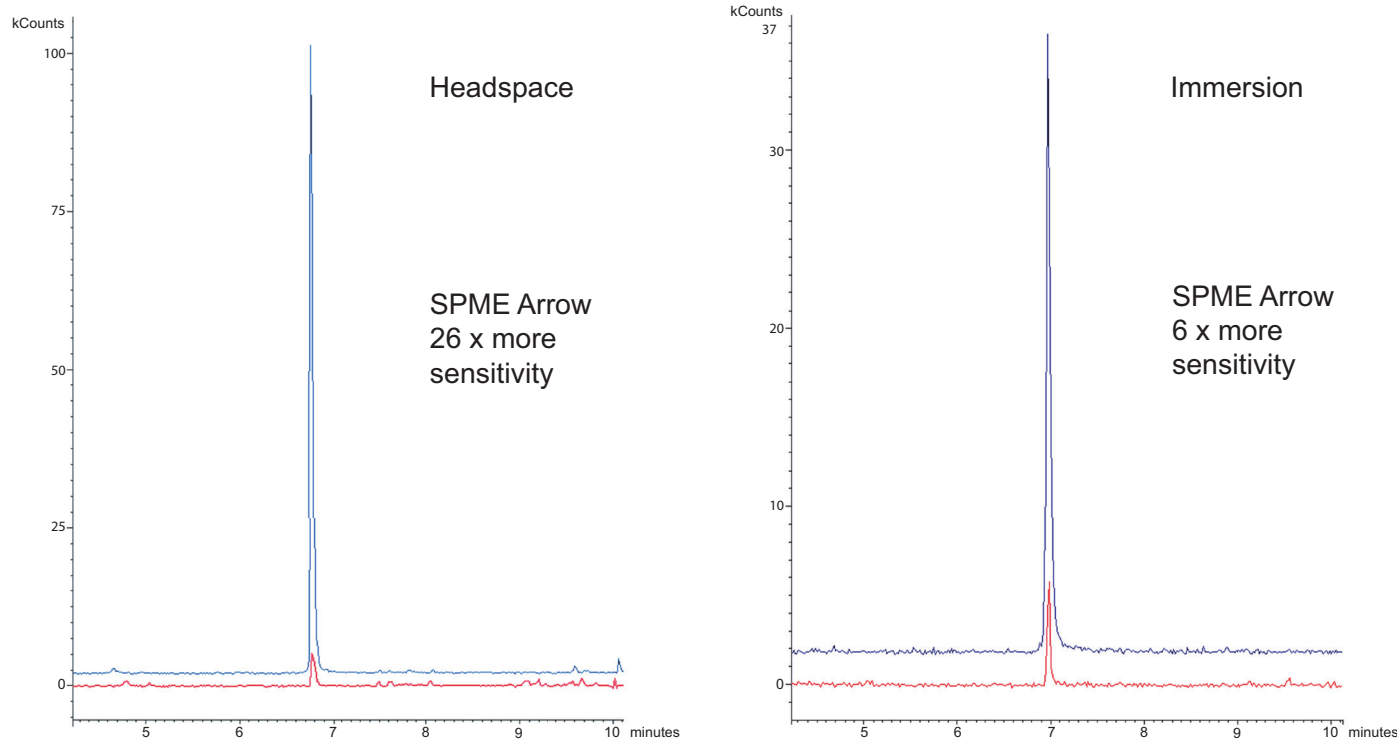 kCounts
100
75
50
25
0
5
6
7
8
9
10
minutes
Headspace
SPME Arrow
26 x more
sensitivity
kCounts
37
30
20
10
0
5
6
7
8
9
10
minutes
Immersion
SPME Arrow
6 x more
sensitivity